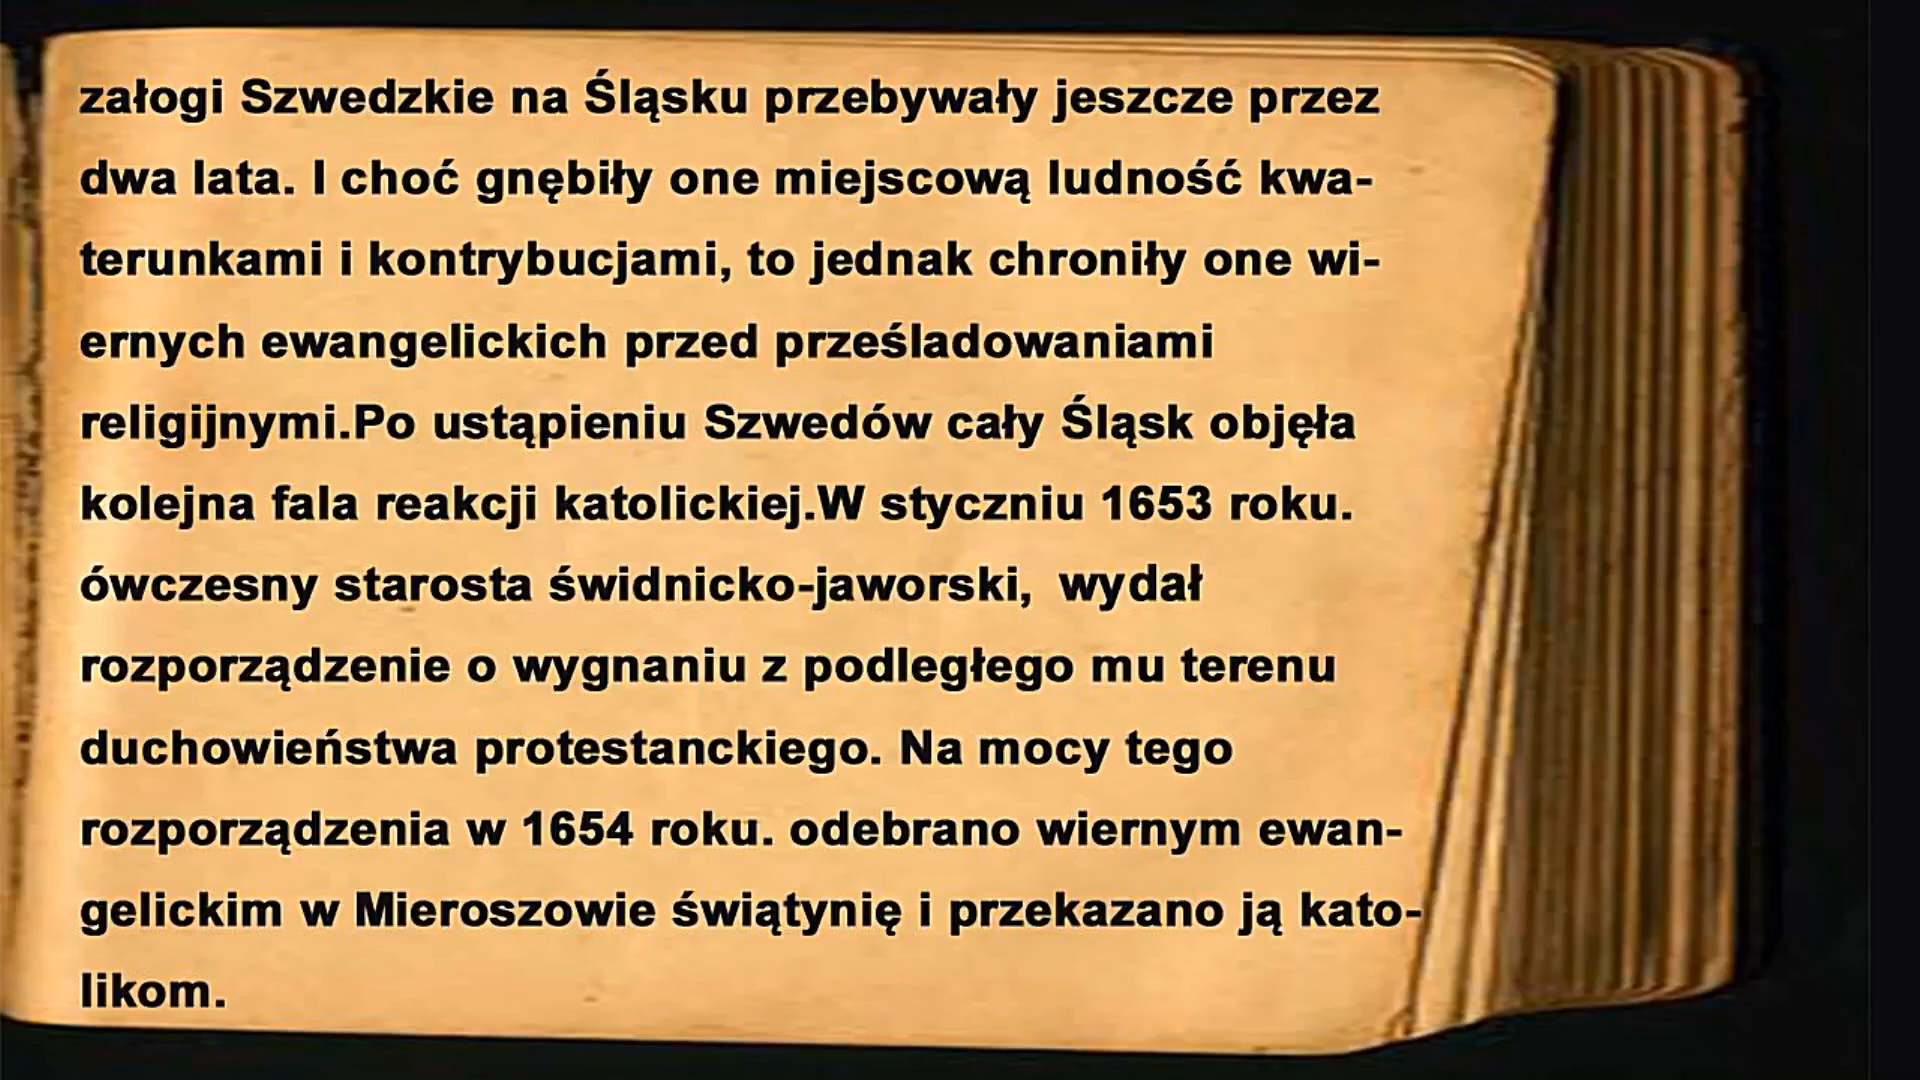 załogi Szwedzkie na Śląsku przebywały jeszcze przez
dwa lata. I choć gnębiły one miejscową ludność kwa-
terunkami i kontrybucjami, to jednak chroniły one wi-
ernych ewangelickich przed prześladowaniami
religijnymi.Po ustąpieniu Szwedów cały Śląsk objęła
kolejna fala reakcji katolickiej.W styczniu 1653 roku.
ówczesny starosta świdnicko-jaworski,  wydał
rozporządzenie o wygnaniu z podległego mu terenu
duchowieństwa protestanckiego. Na mocy tego
rozporządzenia w 1654 roku. odebrano wiernym ewan-
gelickim w Mieroszowie świątynię i przekazano ją kato-
likom.